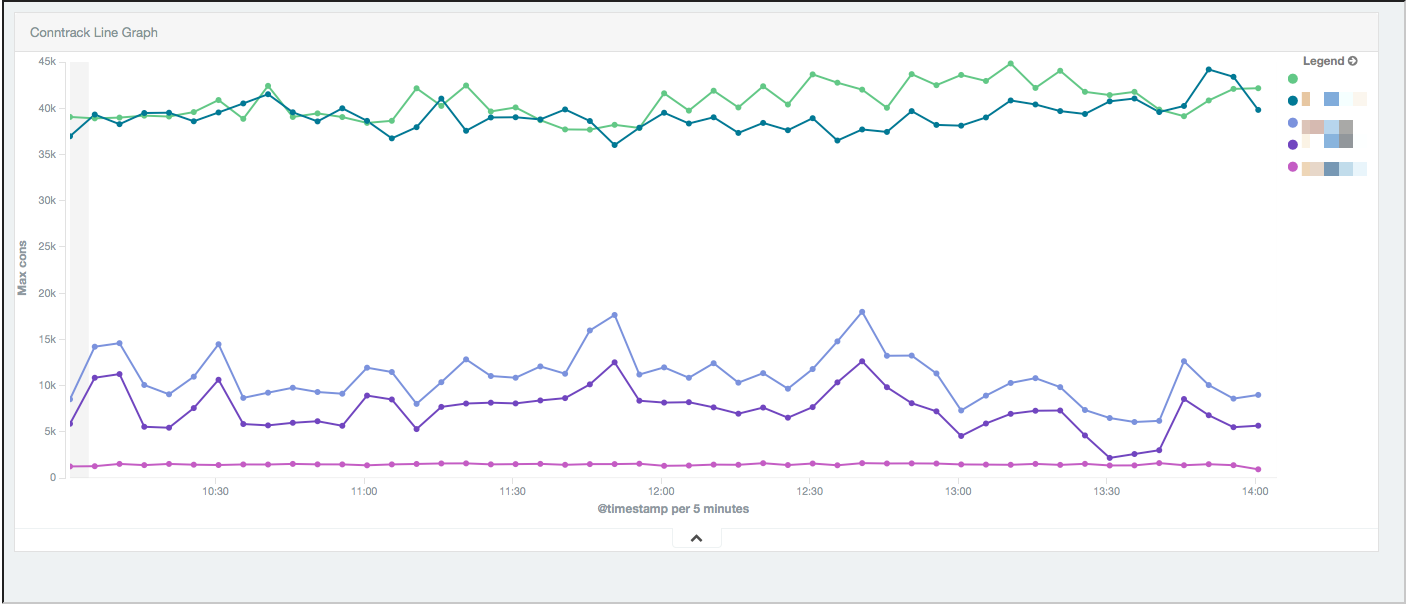 Conntrack Line Graph
Legend
45k
40k
35k
30k
25k
20k
15k
10k
5k
0
Max cons
10:30 11:00 11:30 12:00 12:30 13:00 13:30 14:00
@timestamp per 5 minutes